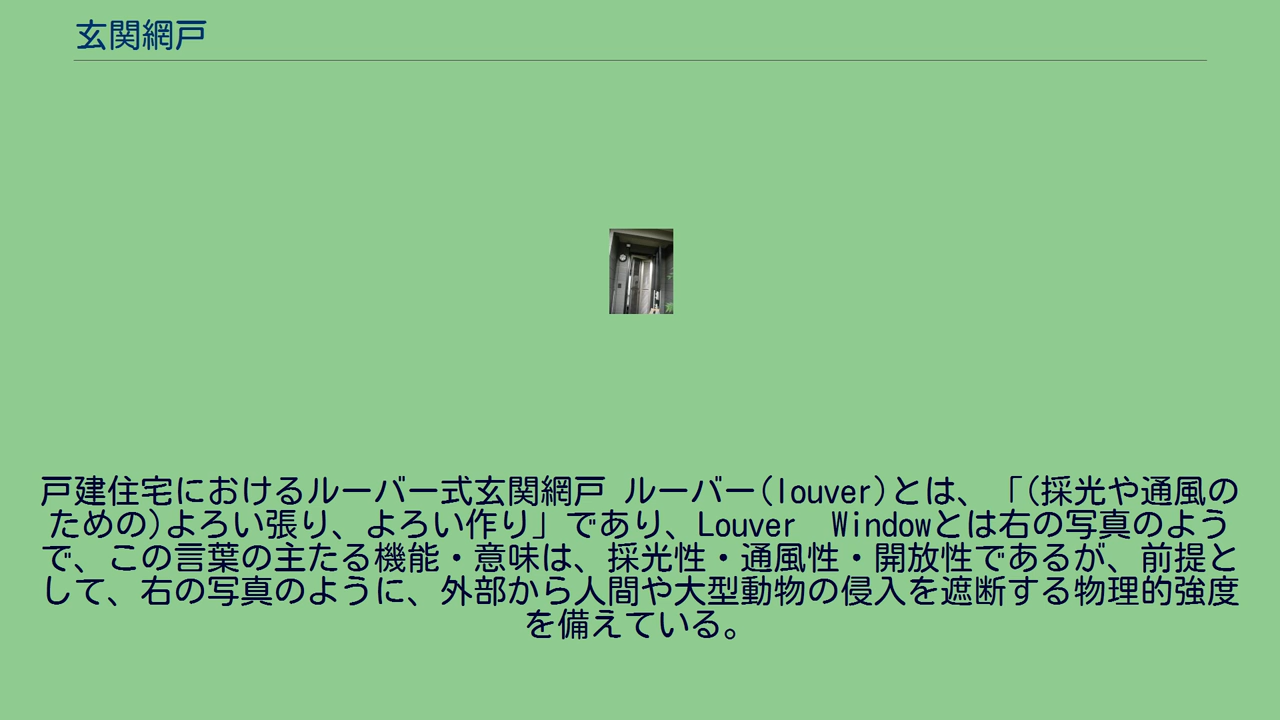 玄関網戸
戸建住宅におけるルーバー式玄関網戸 ルーバー(louver)とは、「(採光や通風の
ための)よろい張り、よろい作り」であり、Louver　Windowとは右の写真のよう
で、この言葉の主たる機能・意味は、採光性・通風性・開放性であるが、前提と
して、右の写真のように、外部から人間や大型動物の侵入を遮断する物理的強度
を備えている。